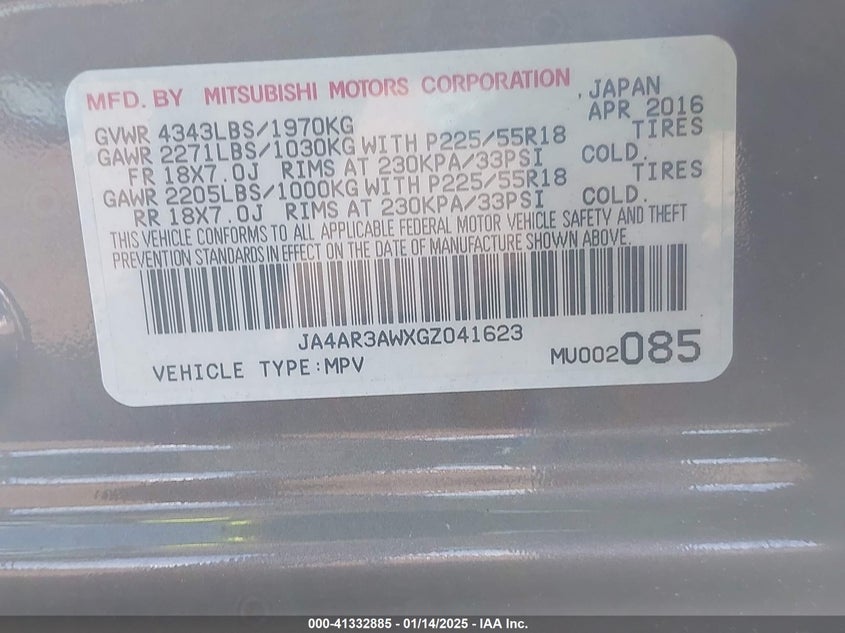 MFD. BY MITSUBISHI MOTORS CORPORATION , JAPAN
APR 2016
GVWR 4343LBS/1970KG
GAWR 2271LBS/1030KG WITH P225/55R18 TIRES
FR 18X7.0J RIMS AT 230KPA/33PSI COLD.
GAWR 2205LBS/1000KG WITH P225/55R18 TIRES
RR 18X7.0J RIMS AT 230KPA/33PSI COLD.
THIS VEHICLE CONFORMS TO ALL APPLICABLE FEDERAL MOTOR VEHICLE SAFETY AND THEFT
PREVENTION STANDARDS IN EFFECT ON THE DATE OF MANUFACTURE SHOWN ABOVE.
JA4AR3AWXGZ041623
VEHICLE TYPE:MPV MU002085
000-41332885 - 01/14/2025 - IAA Inc.